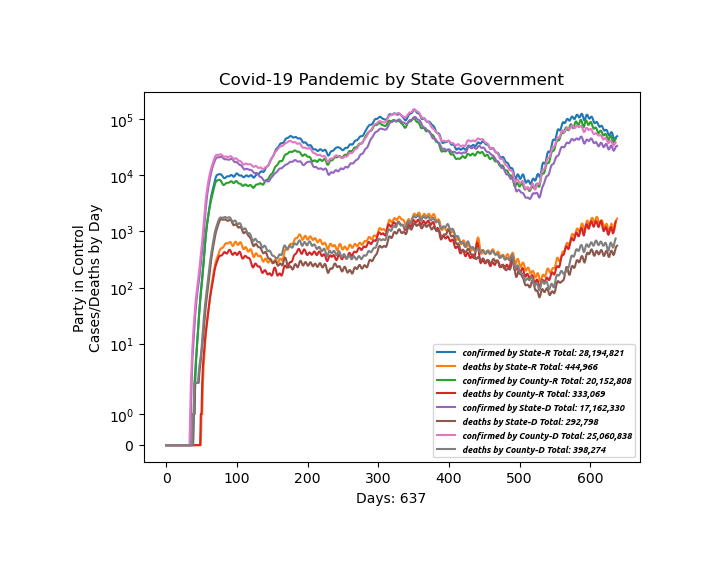 Covid-19 Pandemic by State Government
Party in Control
Cases/Deaths by Day
10^5
10^4
10^3
10^2
10^1
10^0
0
confirmed by State-R Total: 28,194,821
deaths by State-R Total: 444,966
confirmed by County-R Total: 20,152,808
deaths by County-R Total: 333,069
confirmed by State-D Total: 17,162,330
deaths by State-D Total: 292,798
confirmed by County-D Total: 25,060,838
deaths by County-D Total: 398,274
0 100 200 300 400 500 600
Days: 637